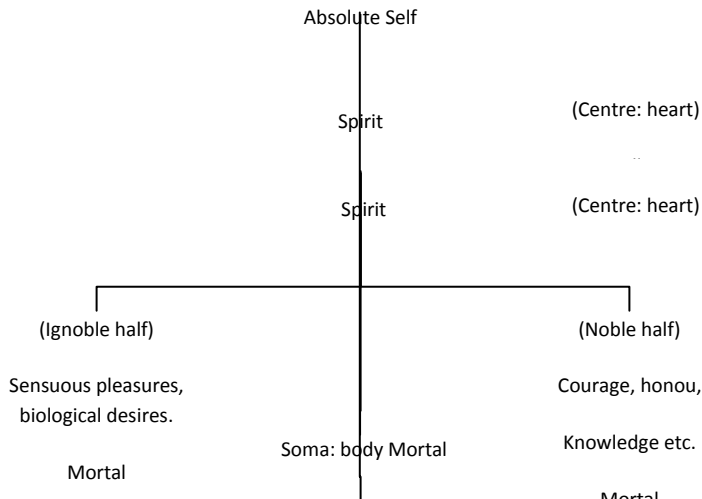 Absolute Self
Spirit
(Centre: heart)
Spirit
(Centre: heart)
(Ignoble half)
(Noble half)
Sensuous pleasures,
biological desires.
Courage, honou,
Soma: body Mortal
Knowledge etc.
Mortal
Mortal